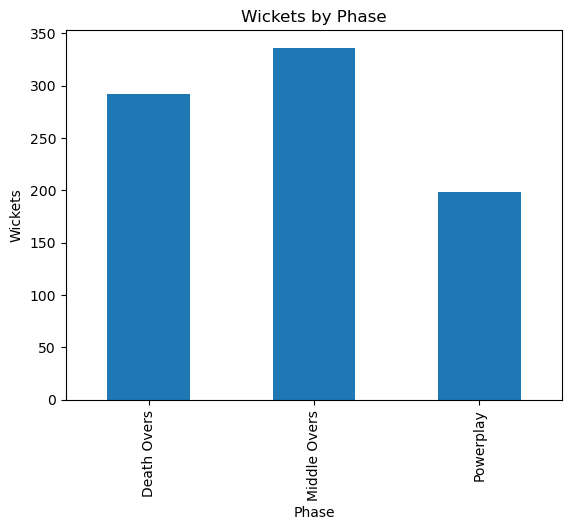 Wickets by Phase
350
300
250
200
150
100
50
0
Wickets
Death Overs
Middle Overs
Powerplay
Phase